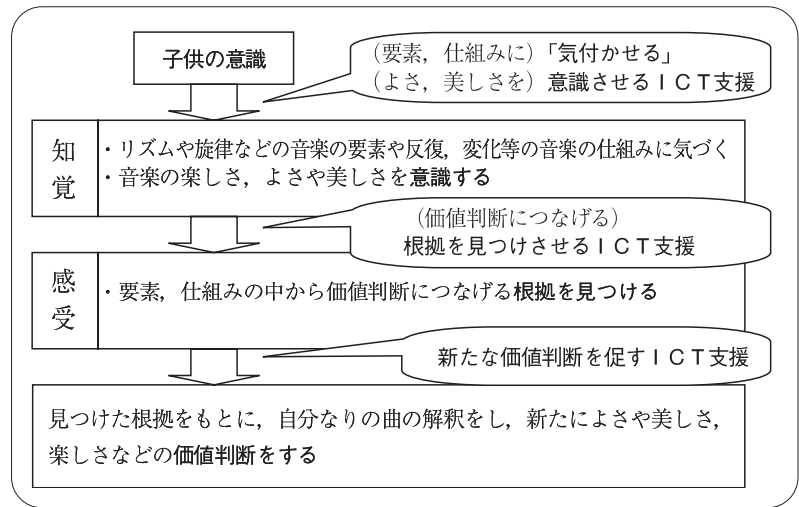 子供の意識
(要素,仕組みに)「気付かせる」
(よさ,美しさを)意識させるICT支援
知覚
・リズムや旋律などの音楽の要素や反復,変化等の音楽の仕組みに気づく
・音楽の楽しさ,よさや美しさを意識する
(価値判断につなげる)
根拠を見つけさせるICT支援
感受
・要素,仕組みの中から価値判断につなげる根拠を見つける
新たな価値判断を促すICT支援
見つけた根拠をもとに,自分なりの曲の解釈をし,新たによさや美しさ,
楽しさなどの価値判断をする